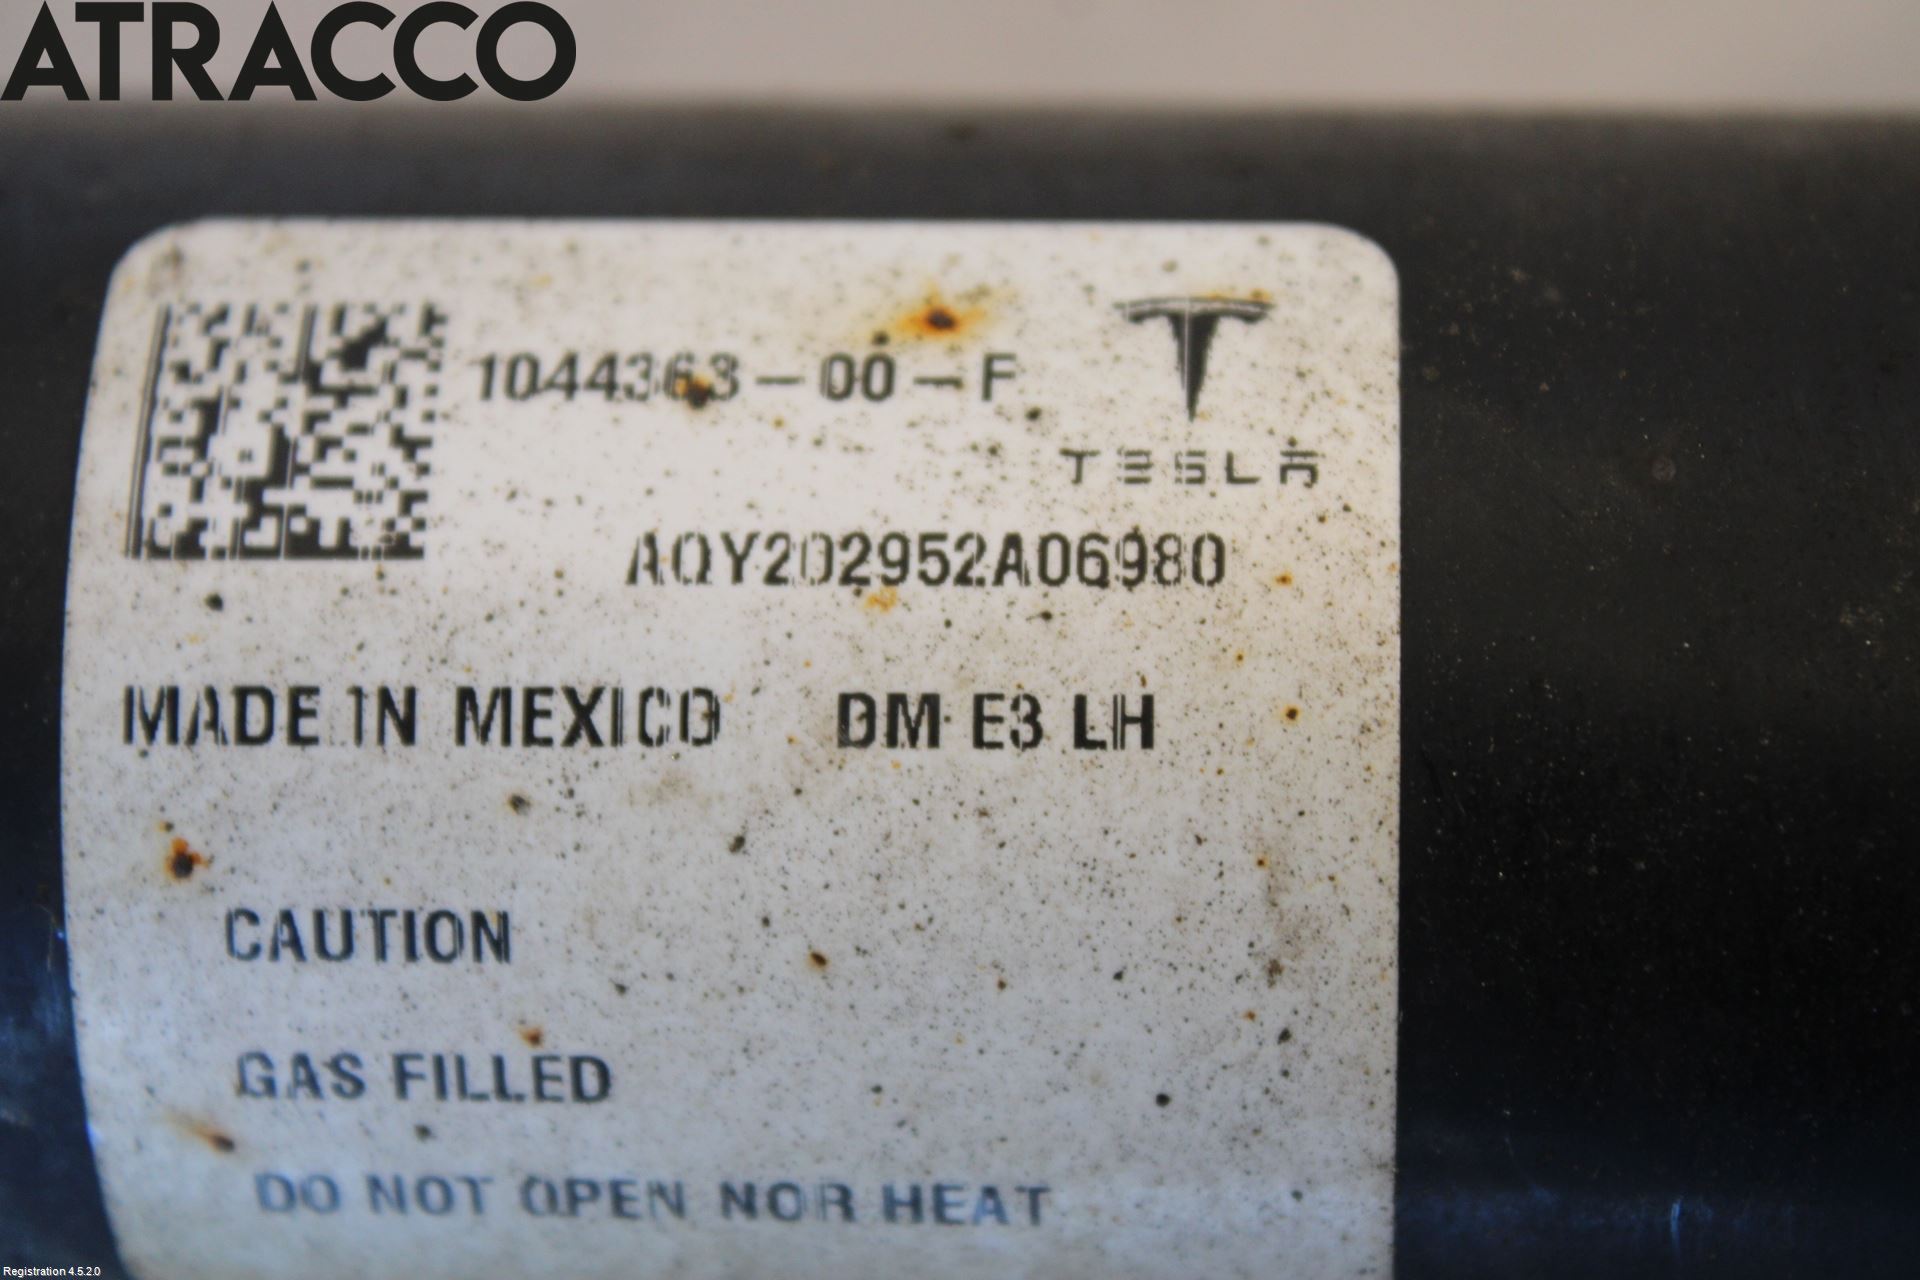 ATRACCO
1044363-00-F
TESLA
AQY202952A06980
MADE IN MEXICO DM E3 LH
CAUTION
GAS FILLED
DO NOT OPEN NOR HEAT
Registration 4.5.2.0